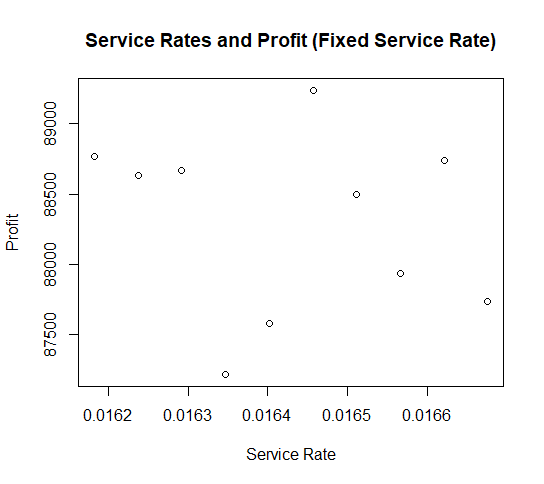 Service Rates and Profit (Fixed Service Rate)
89000
88500
88000
87500
Profit
0.0162 0.0163 0.0164 0.0165 0.0166
Service Rate